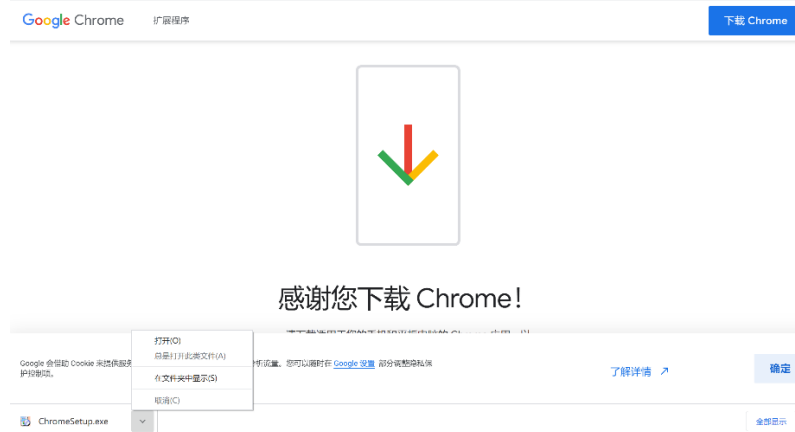 Google Chrome 扩展程序 下载 Chrome
感谢您下载 Chrome!
打开(O)
总是打开此类文件(A)
在文件夹中显示(S)
取消(C)
Google 会借助 Cookie 来提供服务
析流量。您可以随时在 Google 设置 部分调整隐私保
护控制项。
了解详情
确定
ChromeSetup.exe
全部显示